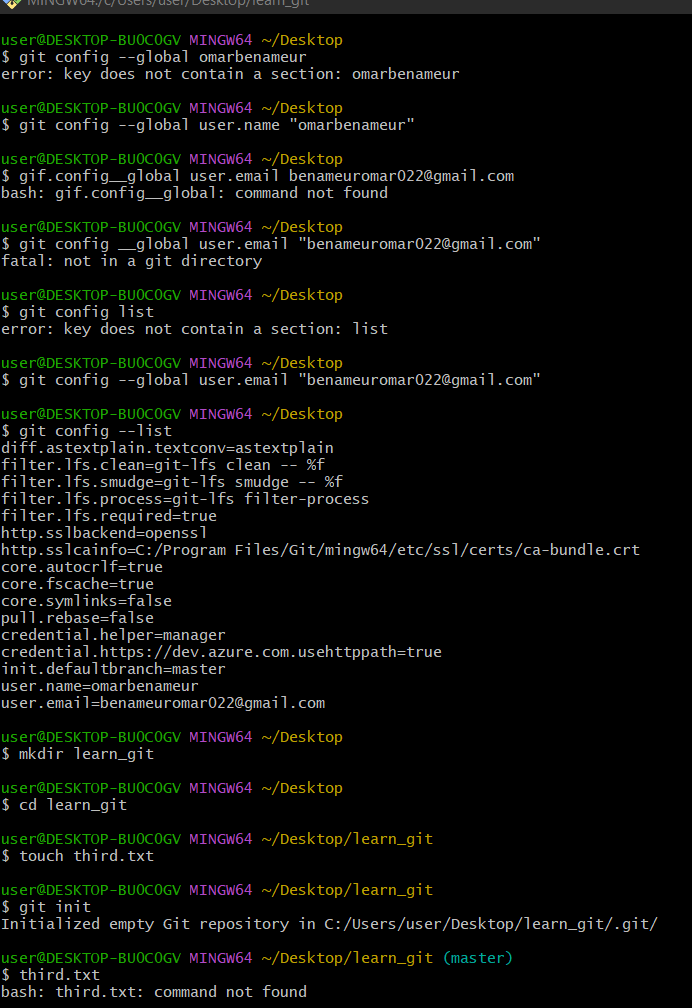 MINGW64:/c/Users/user/Desktop/learn_git
user@DESKTOP-BU0C0GV MINGW64 ~/Desktop
$ git config --global omarbenameur
error: key does not contain a section: omarbenameur
user@DESKTOP-BU0C0GV MINGW64 ~/Desktop
$ git config --global user.name "omarbenameur"
user@DESKTOP-BU0C0GV MINGW64 ~/Desktop
$ gif.config__global user.email benameuromar022@gmail.com
bash: gif.config__global: command not found
user@DESKTOP-BU0C0GV MINGW64 ~/Desktop
$ git config __global user.email "benameuromar022@gmail.com"
fatal: not in a git directory
user@DESKTOP-BU0C0GV MINGW64 ~/Desktop
$ git config list
error: key does not contain a section: list
user@DESKTOP-BU0C0GV MINGW64 ~/Desktop
$ git config --global user.email "benameuromar022@gmail.com"
user@DESKTOP-BU0C0GV MINGW64 ~/Desktop
$ git config --list
diff.astextplain.textconv=astextplain
filter.lfs.clean=git-lfs clean -- %f
filter.lfs.smudge=git-lfs smudge -- %f
filter.lfs.process=git-lfs filter-process
filter.lfs.required=true
http.sslbackend=openssl
http.sslcainfo=C:/Program Files/Git/mingw64/etc/ssl/certs/ca-bundle.crt
core.autocrlf=true
core.fscache=true
core.symlinks=false
pull.rebase=false
credential.helper=manager
credential.https://dev.azure.com.usehttppath=true
init.defaultbranch=master
user.name=omarbenameur
user.email=benameuromar022@gmail.com
user@DESKTOP-BU0C0GV MINGW64 ~/Desktop
$ mkdir learn_git
user@DESKTOP-BU0C0GV MINGW64 ~/Desktop
$ cd learn_git
user@DESKTOP-BU0C0GV MINGW64 ~/Desktop/learn_git
$ touch third.txt
user@DESKTOP-BU0C0GV MINGW64 ~/Desktop/learn_git
$ git init
Initialized empty Git repository in C:/Users/user/Desktop/learn_git/.git/
user@DESKTOP-BU0C0GV MINGW64 ~/Desktop/learn_git (master)
$ third.txt
bash: third.txt: command not found